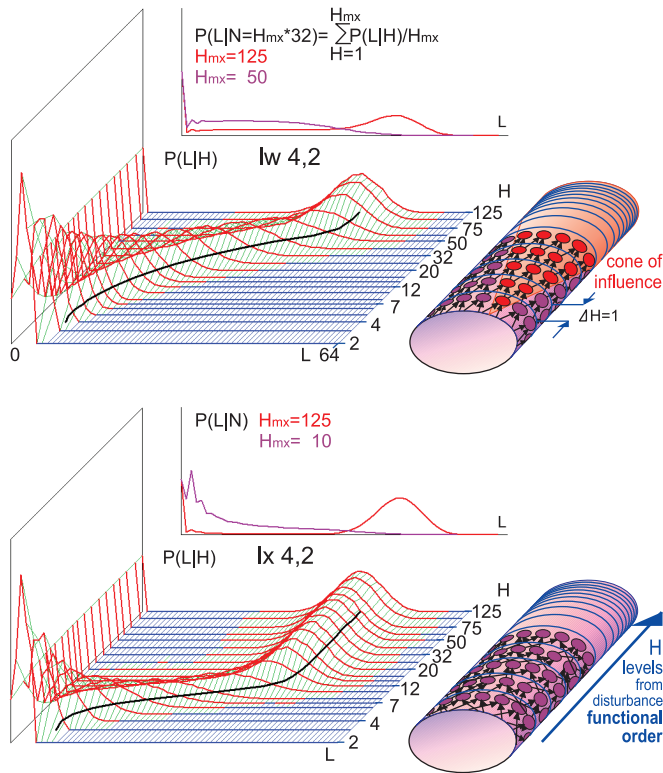 Hmx
P(L|N=Hmx*32)= ∑P(L|H)/Hmx
H=1
Hmx=125
Hmx= 50
L
P(L|H) lw 4,2
H
125
75
50
32
20
12
7
4
2
0
L 64
cone of
influence
ΔH=1
P(L|N) Hmx=125
Hmx= 10
L
P(L|H) lx 4,2
H
125
75
50
32
20
12
7
4
2
L
H
levels
from
disturbance
functional
order